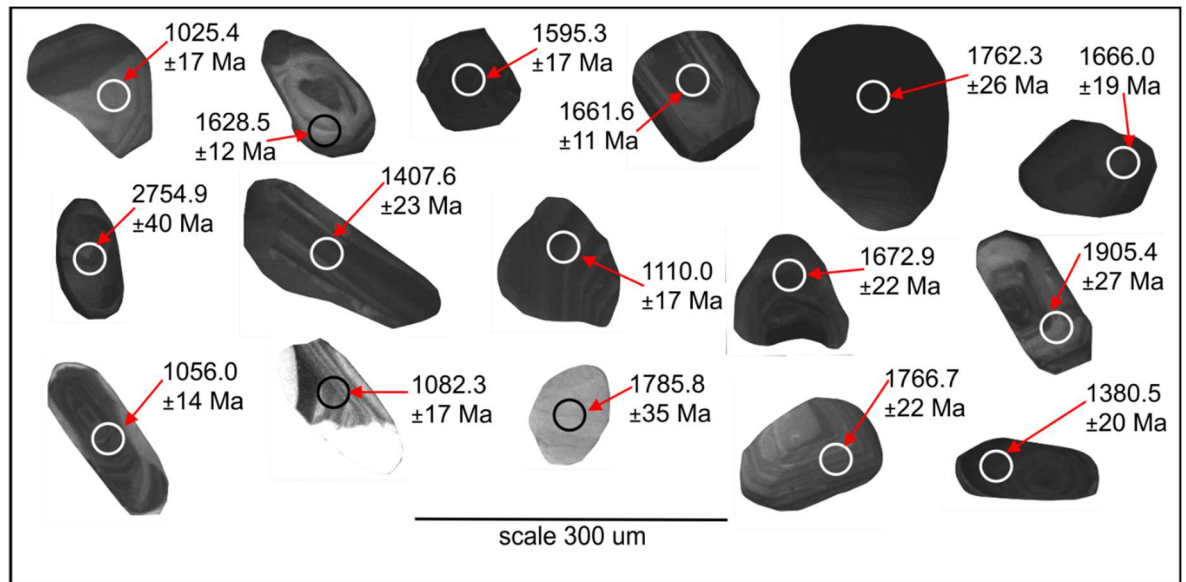 1025.4
±17 Ma
1628.5
±12 Ma
1595.3
±17 Ma
1661.6
±11 Ma
1762.3
±26 Ma
1666.0
±19 Ma
2754.9
±40 Ma
1407.6
±23 Ma
1110.0
±17 Ma
1672.9
±22 Ma
1905.4
±27 Ma
1056.0
±14 Ma
1082.3
±17 Ma
1785.8
±35 Ma
1766.7
±22 Ma
1380.5
±20 Ma
scale 300 um